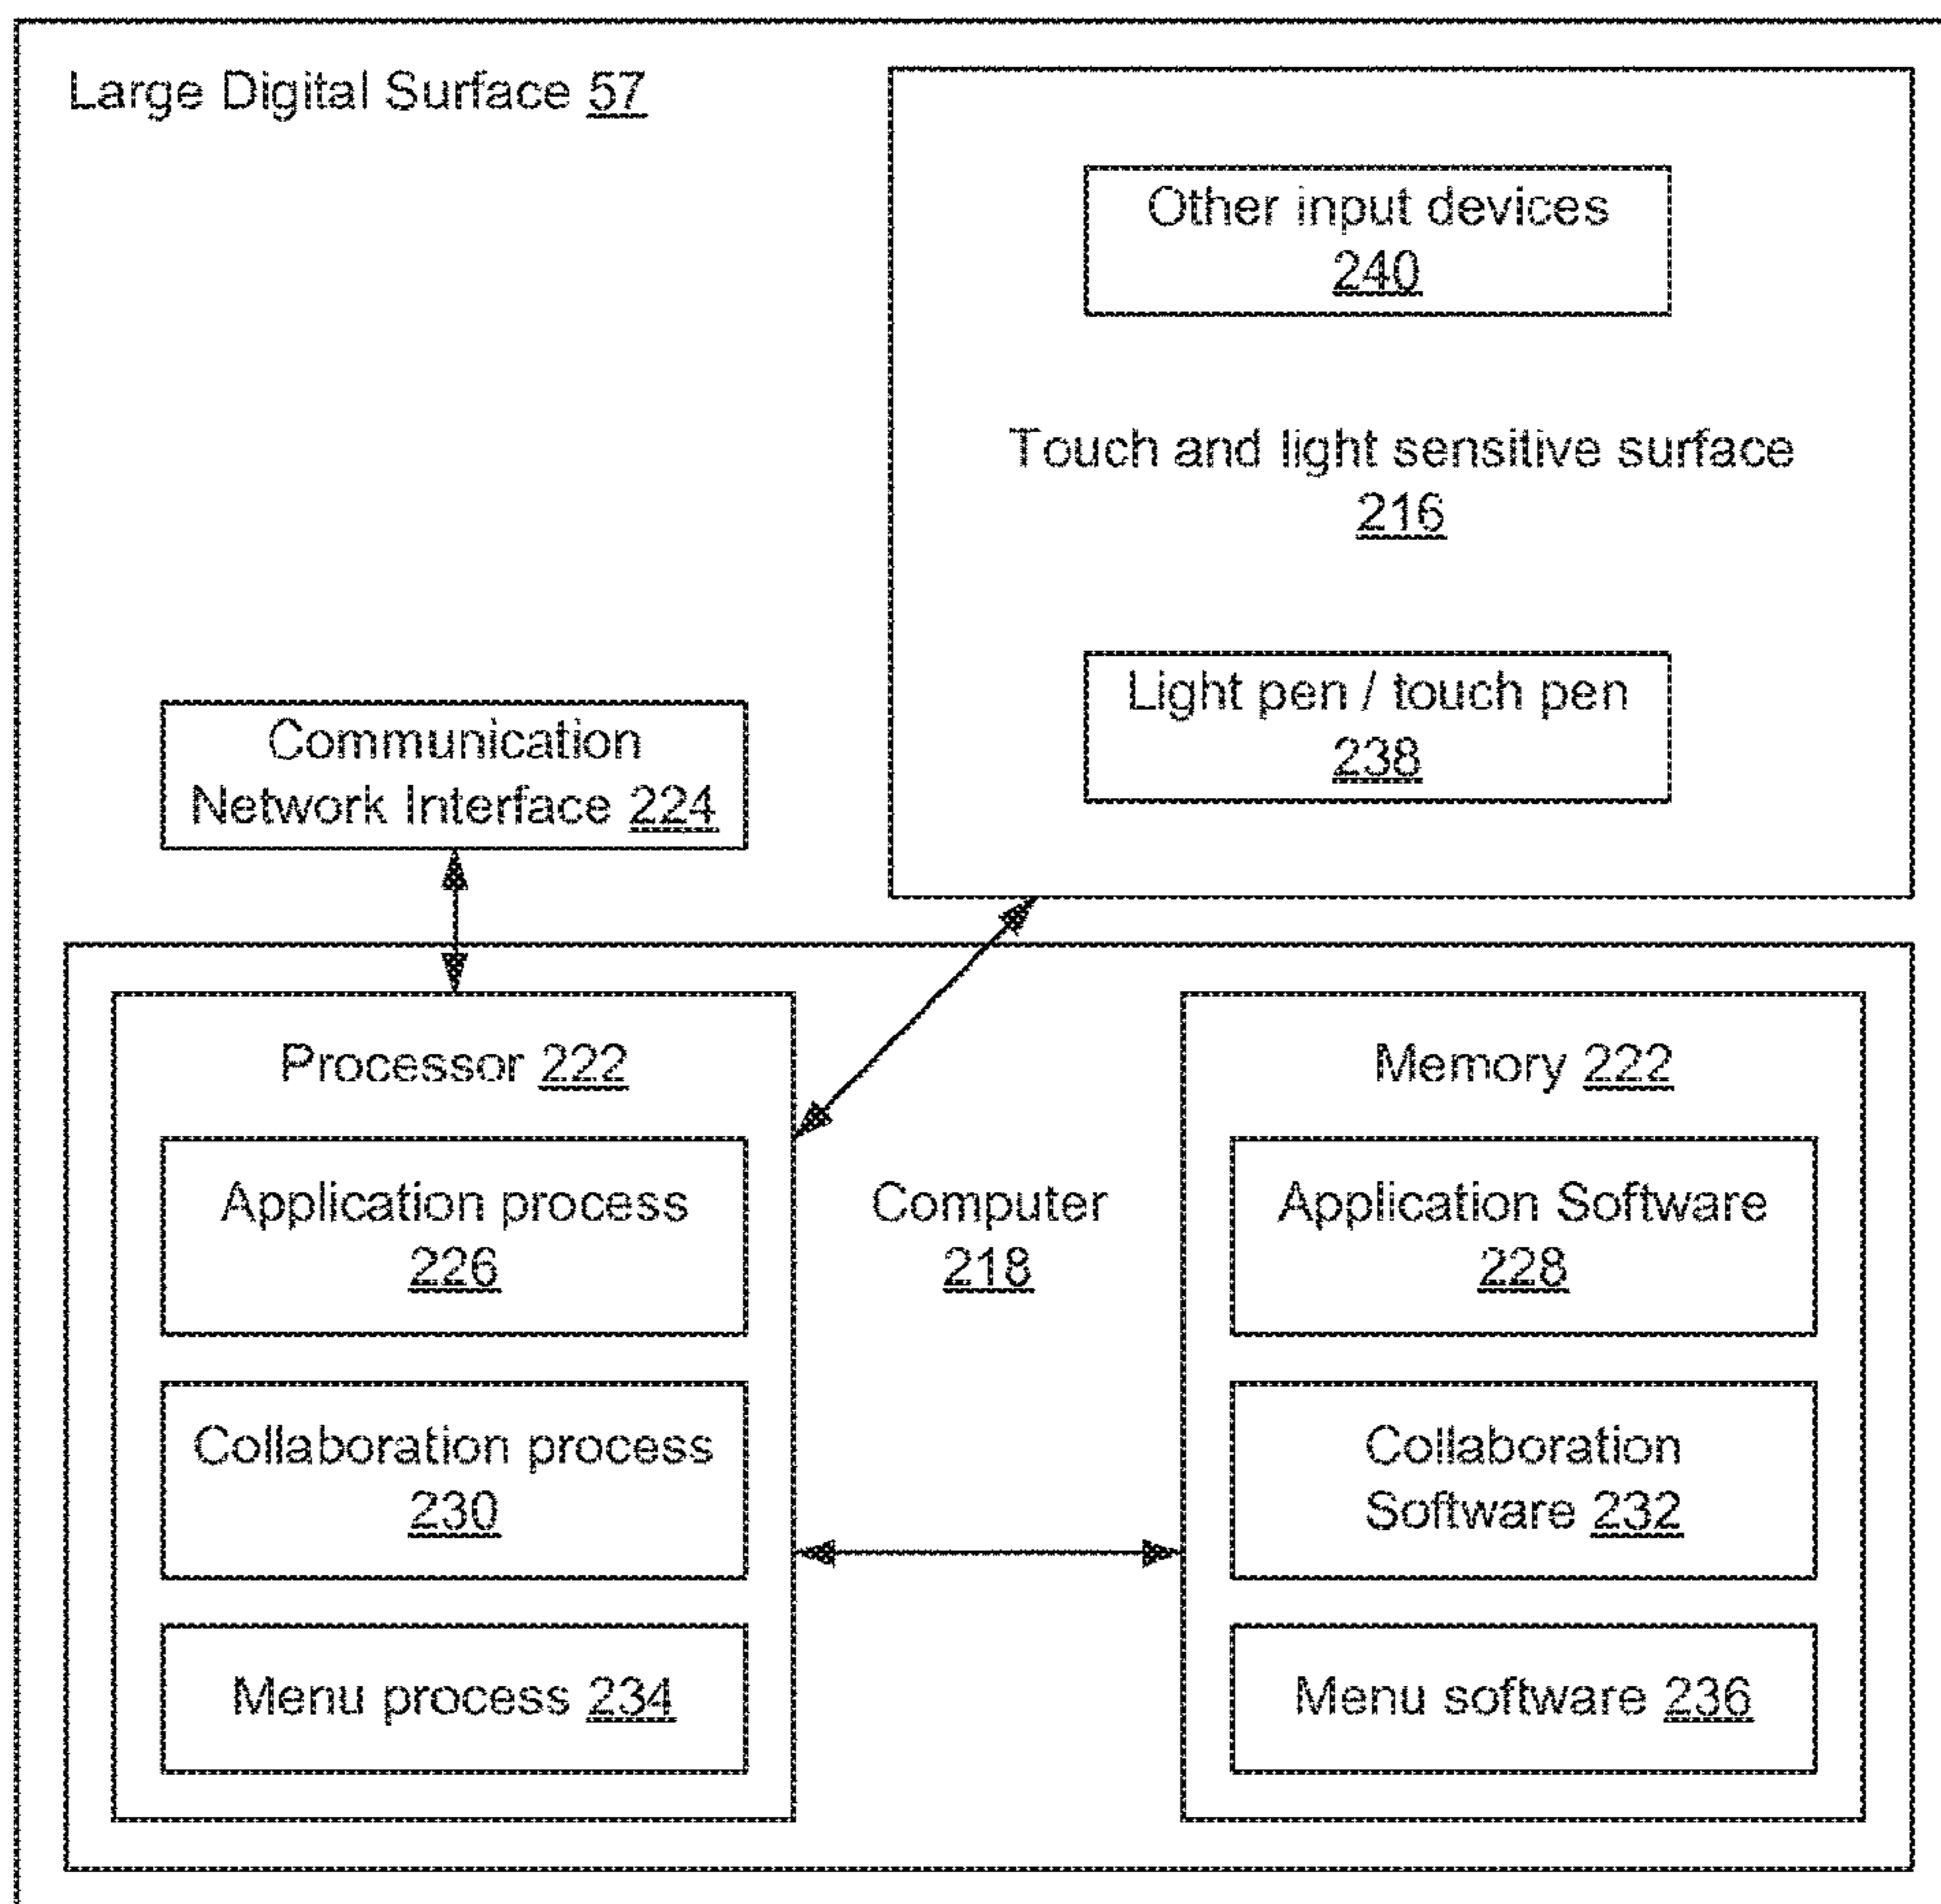 Large Digital Surface 57
Other input devices
240
Touch and light sensitive surface
216
Light pen / touch pen
238
Communication
Network Interface 224
Processor 222
Application process
226
Collaboration process
230
Menu process 234
Computer
218
Memory 222
Application Software
228
Collaboration
Software 232
Menu software 236